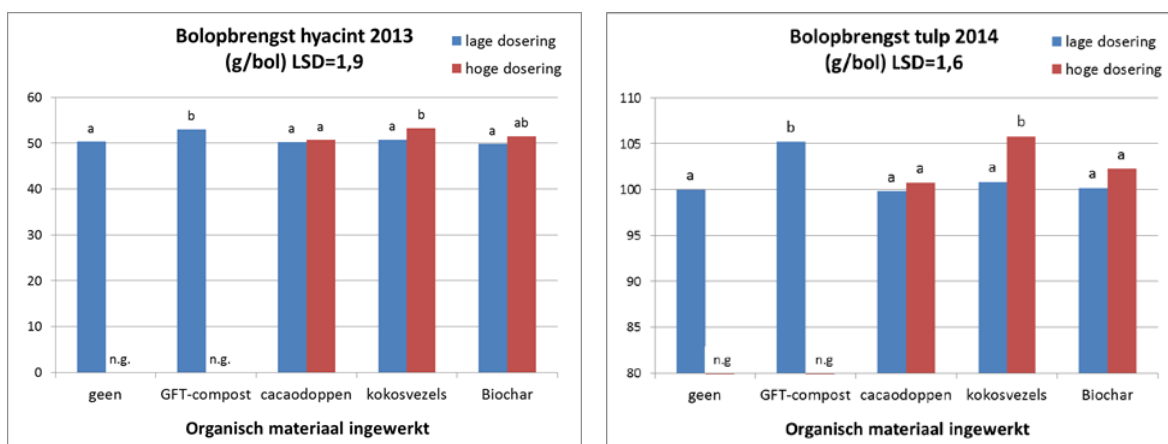 Bolopbrengst hyacint 2013
(g/bol) LSD=1,9
lage dosering
hoge dosering
60
50
40
30
20
10
0
a
b
a
a
a
b
a
ab
n.g.
n.g.
geen
GFT-compost
cacaodoppen
kokosvezels
Biochar
Organisch materiaal ingewerkt
Bolopbrengst tulp 2014
(g/bol) LSD=1,6
lage dosering
hoge dosering
110
105
100
95
90
85
80
a
b
a
a
a
b
a
a
n.g
n.g
geen
GFT-compost
cacaodoppen
kokosvezels
Biochar
Organisch materiaal ingewerkt